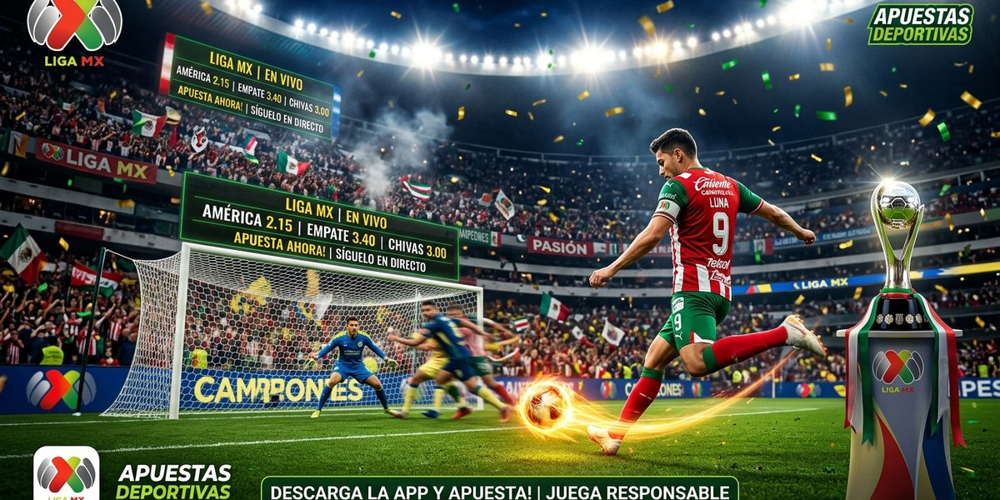 LIGA MX
APUESTAS
DEPORTIVAS
LIGA MX | EN VIVO
AMÉRICA 2.15 | EMPATE 3.40 | CHIVAS 3.00
APUESTA AHORA! | SÍGUELO EN DIRECTO
LIGA MX
LIGA MX | EN VIVO
AMÉRICA 2.15 | EMPATE 3.40 | CHIVAS 3.00
APUESTA AHORA! | SÍGUELO EN DIRECTO
PASIÓN
Caliente
LUNA
9
Telcel
9
LIGA MX
LIGA MX
CAMPEONES
LIGA MX
APUESTAS
DEPORTIVAS
DESCARGA LA APP Y APUESTA! | JUEGA RESPONSABLE